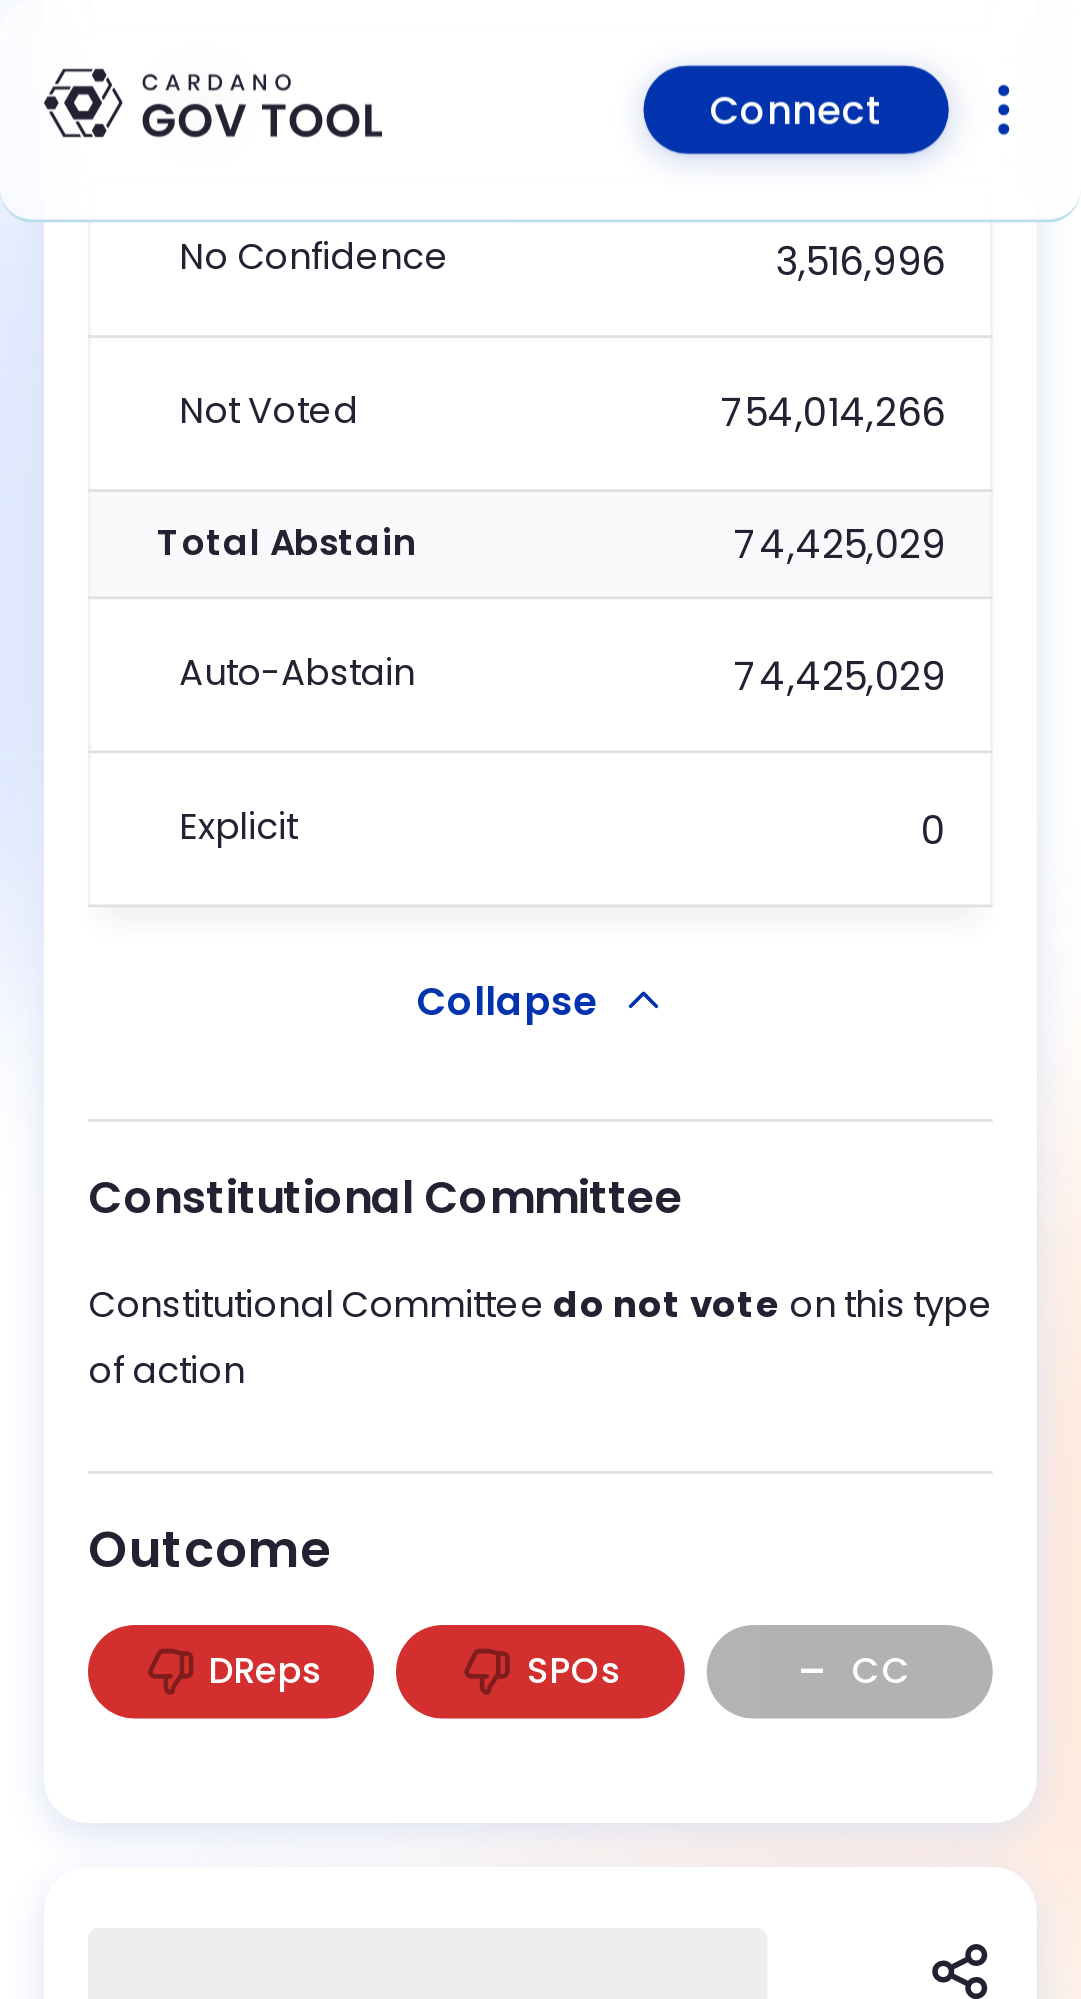 CARDANO
GOV TOOL
Connect
No Confidence 3,516,996
Not Voted 754,014,266
Total Abstain 74,425,029
Auto-Abstain 74,425,029
Explicit 0
Collapse
Constitutional Committee
Constitutional Committee do not vote on this type
of action
Outcome
DReps SPOs – CC